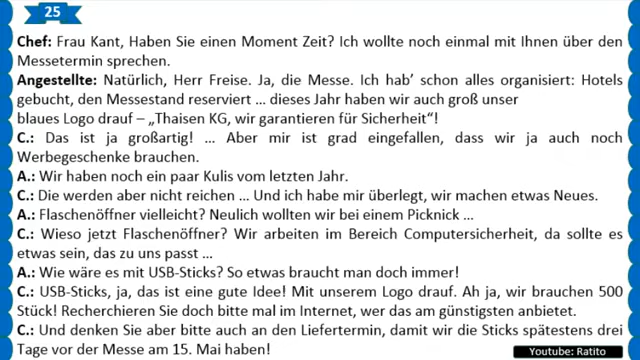 25
Chef: Frau Kant, Haben Sie einen Moment Zeit? Ich wollte noch einmal mit Ihnen über den
Messetermin sprechen.
Angestellte: Natürlich, Herr Freise. Ja, die Messe. Ich hab’ schon alles organisiert: Hotels
gebucht, den Messestand reserviert … dieses Jahr haben wir auch groß unser
blaues Logo drauf – „Thaisen KG, wir garantieren für Sicherheit“!
C.: Das ist ja großartig! … Aber mir ist grad eingefallen, dass wir ja auch noch
Werbegeschenke brauchen.
A.: Wir haben noch ein paar Kulis vom letzten Jahr.
C.: Die werden aber nicht reichen … Und ich habe mir überlegt, wir machen etwas Neues.
A.: Flaschenöffner vielleicht? Neulich wollten wir bei einem Picknick …
C.: Wieso jetzt Flaschenöffner? Wir arbeiten im Bereich Computersicherheit, da sollte es
etwas sein, das zu uns passt …
A.: Wie wäre es mit USB-Sticks? So etwas braucht man doch immer!
C.: USB-Sticks, ja, das ist eine gute Idee! Mit unserem Logo drauf. Ah ja, wir brauchen 500
Stück! Recherchieren Sie doch bitte mal im Internet, wer das am günstigsten anbietet.
C.: Und denken Sie aber bitte auch an den Liefertermin, damit wir die Sticks spätestens drei
Tage vor der Messe am 15. Mai haben!
Youtube: Ratito